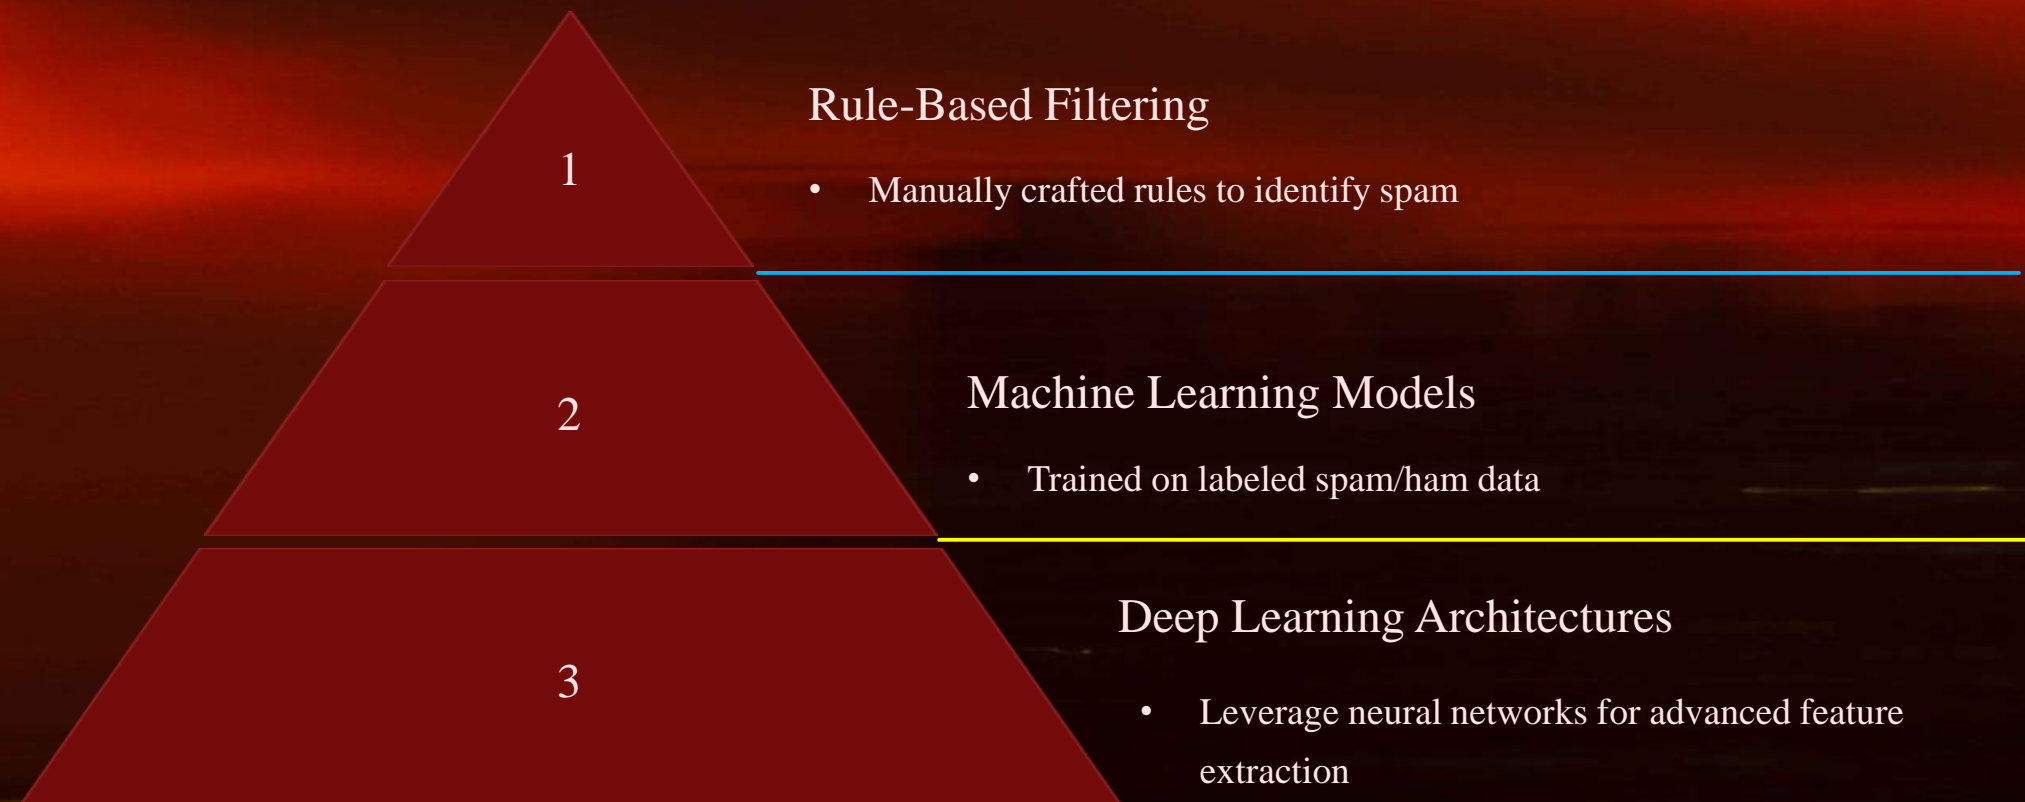 1
Rule-Based Filtering
• Manually crafted rules to identify spam
2
Machine Learning Models
• Trained on labeled spam/ham data
3
Deep Learning Architectures
• Leverage neural networks for advanced feature
extraction